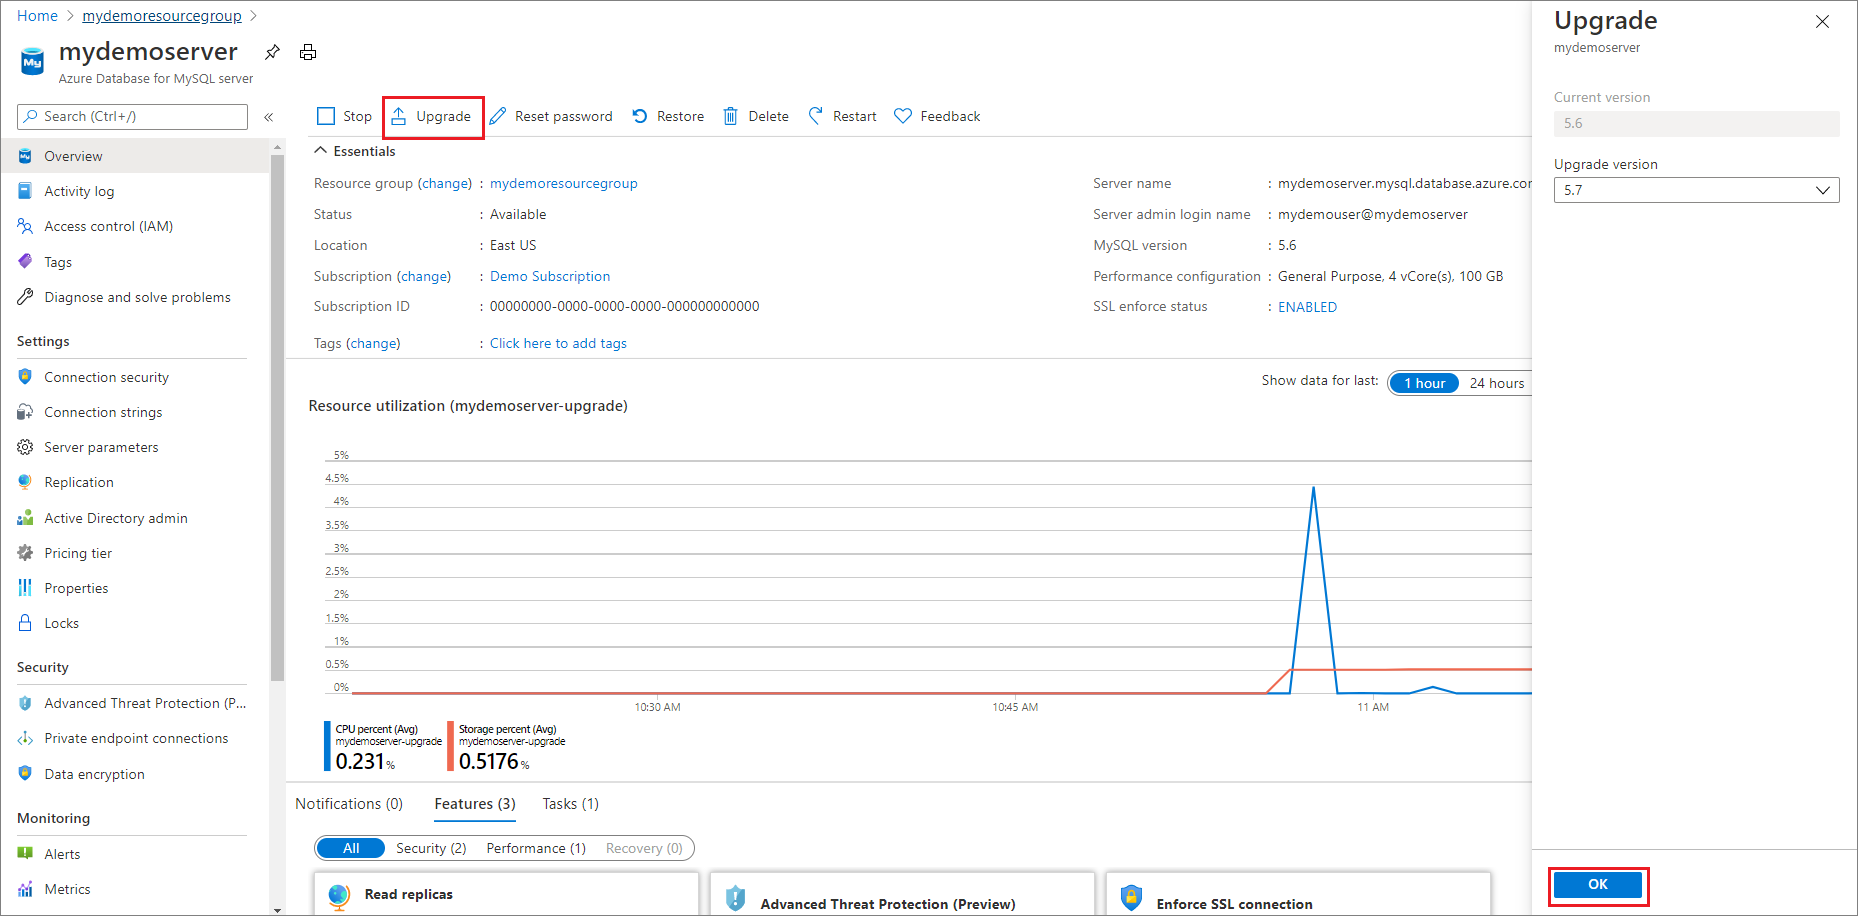 Home > mydemoresourcegroup >
mydemoserver
Azure Database for MySQL server
Search (Ctrl+/)
«
Overview
Activity log
Access control (IAM)
Tags
Diagnose and solve problems
Settings
Connection security
Connection strings
Server parameters
Replication
Active Directory admin
Pricing tier
Properties
Locks
Security
Advanced Threat Protection (P...
Private endpoint connections
Data encryption
Monitoring
Alerts
Metrics
Stop Upgrade Reset password Restore Delete Restart Feedback
Essentials
Resource group (change) : mydemoresourcegroup
Status : Available
Location : East US
Subscription (change) : Demo Subscription
Subscription ID : 00000000-0000-0000-0000-000000000000
Tags (change) : Click here to add tags
Server name : mydemoserver.mysql.database.azure.cor
Server admin login name : mydemouser@mydemoserver
MySQL version : 5.6
Performance configuration : General Purpose, 4 vCore(s), 100 GB
SSL enforce status : ENABLED
Show data for last: 1 hour 24 hours
Resource utilization (mydemoserver-upgrade)
5%
4.5%
4%
3.5%
3%
2.5%
2%
1.5%
1%
0.5%
0%
10:30 AM 10:45 AM 11 AM
CPU percent (Avg)
mydemoserver-upgrade
0.231 %
Storage percent (Avg)
mydemoserver-upgrade
0.5176 %
Notifications (0) Features (3) Tasks (1)
All Security (2) Performance (1) Recovery (0)
Read replicas
Advanced Threat Protection (Preview)
Enforce SSL connection
Upgrade
mydemoserver
Current version
5.6
Upgrade version
5.7
OK